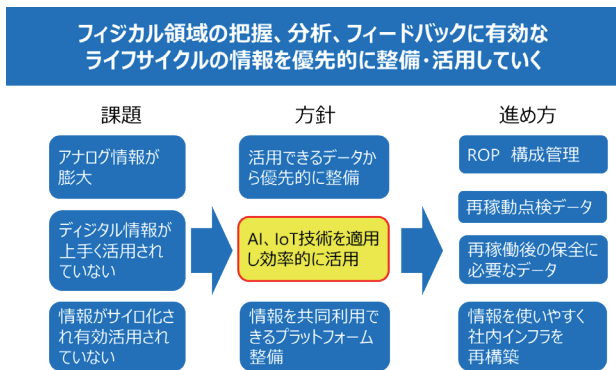 フィジカル領域の把握、分析、フィードバックに有効な
ライフサイクルの情報を優先的に整備・活用していく
課題
アナログ情報が
膨大
ディジタル情報が
上手く活用され
ていない
情報がサイロ化さ
れ有効活用され
ていない
方針
活用できるデータか
ら優先的に整備
AI、IoT技術を適用
し効率的に活用
情報を共同利用で
きるプラットフォーム
整備
進め方
ROP 構成管理
再稼動点検データ
再稼働後の保全に
必要なデータ
情報を使いやすく
社内インフラを
再構築